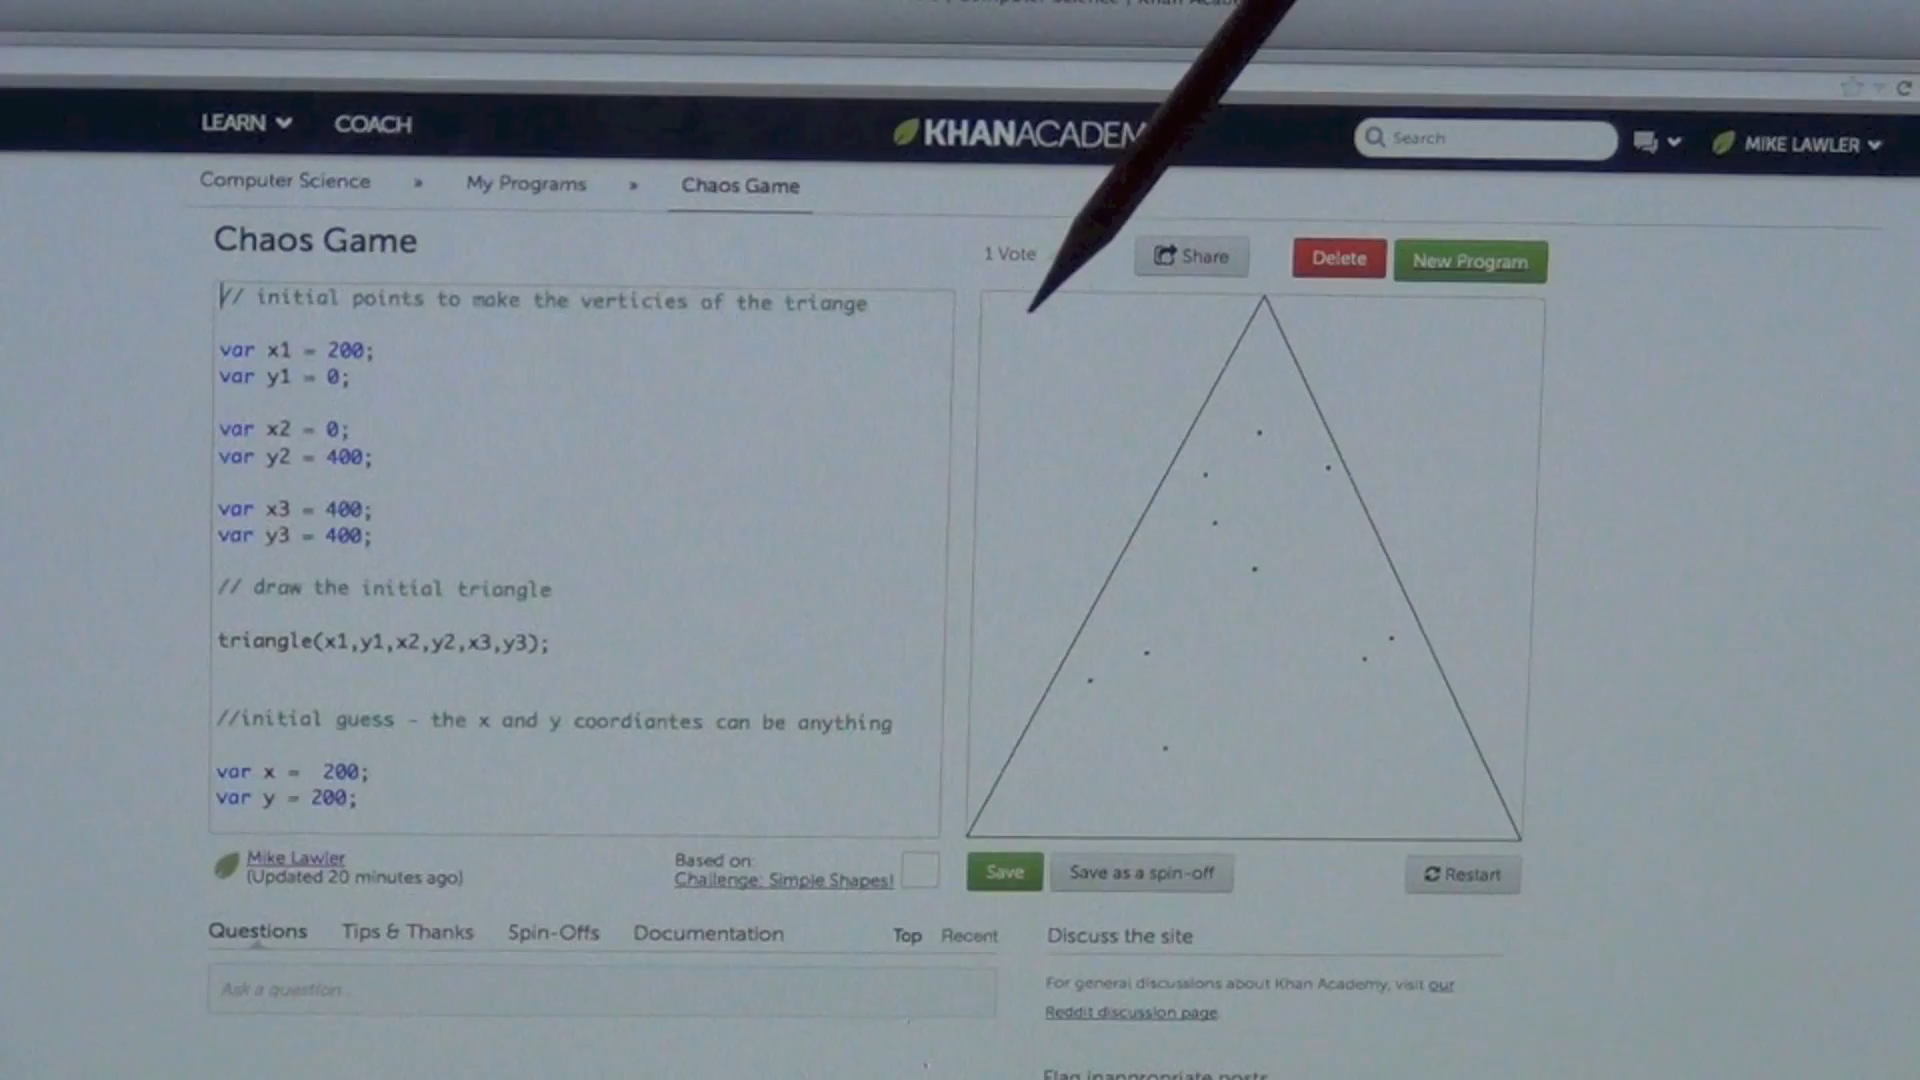 LEARN COACH KHANACADEM Search MIKE LAWLER
Computer Science » My Programs » Chaos Game
Chaos Game
1 Vote Share Delete New Program
// initial points to make the verticies of the triange
var x1 = 200;
var y1 = 0;
var x2 = 0;
var y2 = 400;
var x3 = 400;
var y3 = 400;
// draw the initial triangle
triangle(x1,y1,x2,y2,x3,y3);
//initial guess - the x and y coordiantes can be anything
var x = 200;
var y = 200;
Mike Lawler
(Updated 20 minutes ago)
Based on:
Challenge: Simple Shapes!
Save Save as a spin-off Restart
Questions Tips & Thanks Spin-Offs Documentation Top Recent
Ask a question...
Discuss the site
For general discussions about Khan Academy, visit our
Reddit discussion page